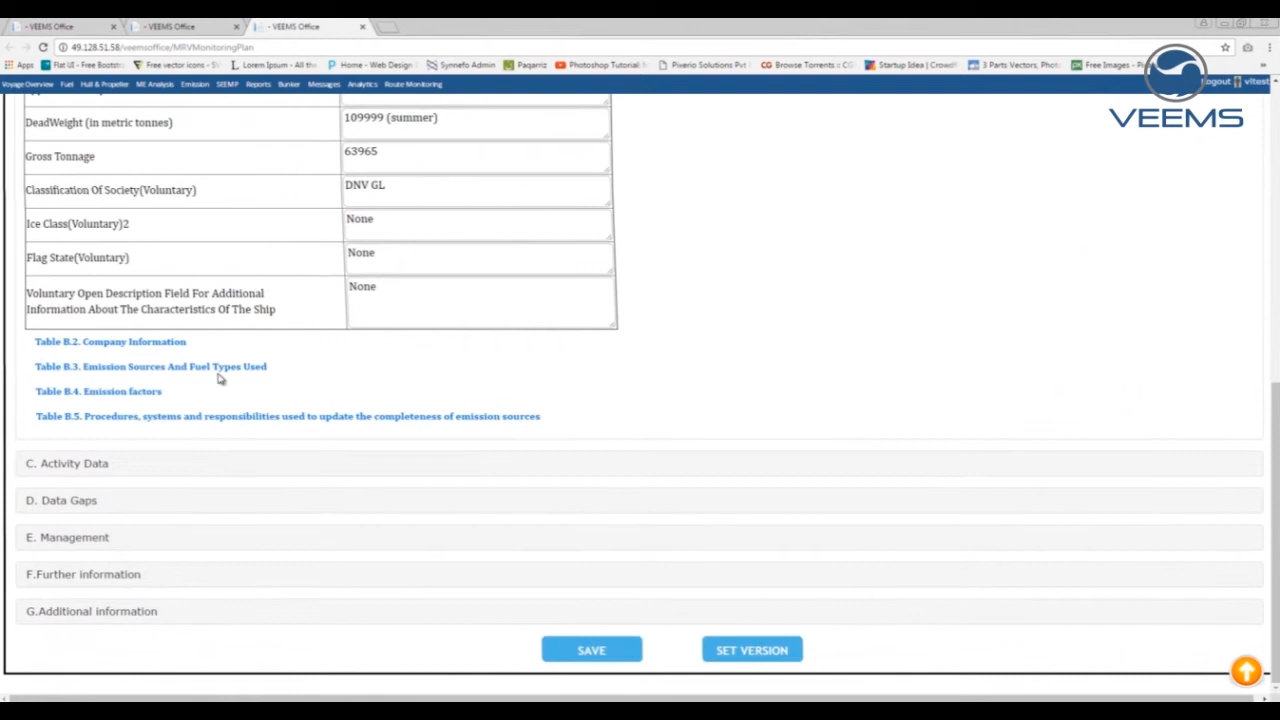 - VEEMS Office
- VEEMS Office
- VEEMS Office
49.128.51.58/veemsoffice/MRVMonitoringPlan
Apps
Flat UI - Free Bootstr
Free vector icons - SV
Lorem Ipsum - All the
Home - Web Design
Synnefo Admin
Paqarriz
Photoshop Tutorial:
Pixerio Solutions Pvt
Browse Torrents :: CG
Startup Idea | Crowdf
3 Parts Vectors, Phot
Free Images - Pi
Voyage Overview Fuel Hull & Propeller ME Analysis Emission SEEMP Reports Bunker Messages Analytics Route Monitoring
Logout vltest
VEEMS
DeadWeight (in metric tonnes)
109999 (summer)
Gross Tonnage
63965
Classification Of Society(Voluntary)
DNV GL
Ice Class(Voluntary)2
None
Flag State(Voluntary)
None
Voluntary Open Description Field For Additional
Information About The Characteristics Of The Ship
None
Table B.2. Company Information
Table B.3. Emission Sources And Fuel Types Used
Table B.4. Emission factors
Table B.5. Procedures, systems and responsibilities used to update the completeness of emission sources
C. Activity Data
D. Data Gaps
E. Management
F.Further information
G.Additional information
SAVE
SET VERSION